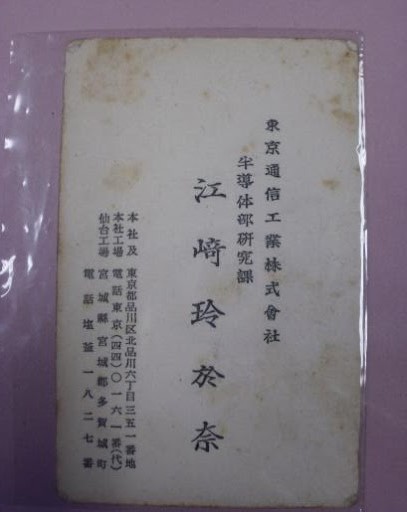 東京通信工業株式會社
半導体部研究課
江﨑玲於奈
本社及 東京都品川区北品川六丁目三五一番地
本社工場 電話東京(四四)〇一六一番(代)
仙台工場 宮城縣宮城郡多賀城町
電話塩釜一八二七番